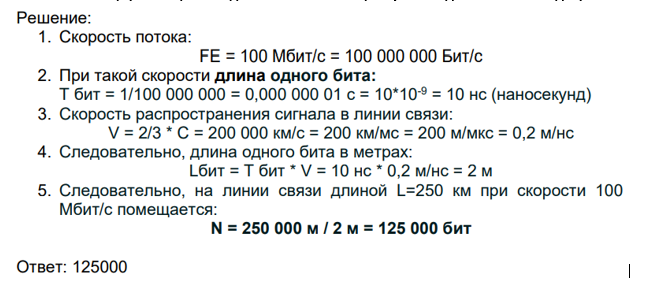 Решение:
1. Скорость потока:
FE = 100 Мбит/с = 100 000 000 Бит/с
2. При такой скорости длина одного бита:
Т бит = 1/100 000 000 = 0,000 000 01 с = 10*10⁻⁹ = 10 нс (наносекунд)
3. Скорость распространения сигнала в линии связи:
V = 2/3 * C = 200 000 км/с = 200 км/мс = 200 м/мкс = 0,2 м/нс
4. Следовательно, длина одного бита в метрах:
Lбит = Т бит * V = 10 нс * 0,2 м/нс = 2 м
5. Следовательно, на линии связи длиной L=250 км при скорости 100
Мбит/с помещается:
N = 250 000 м / 2 м = 125 000 бит
Ответ: 125000